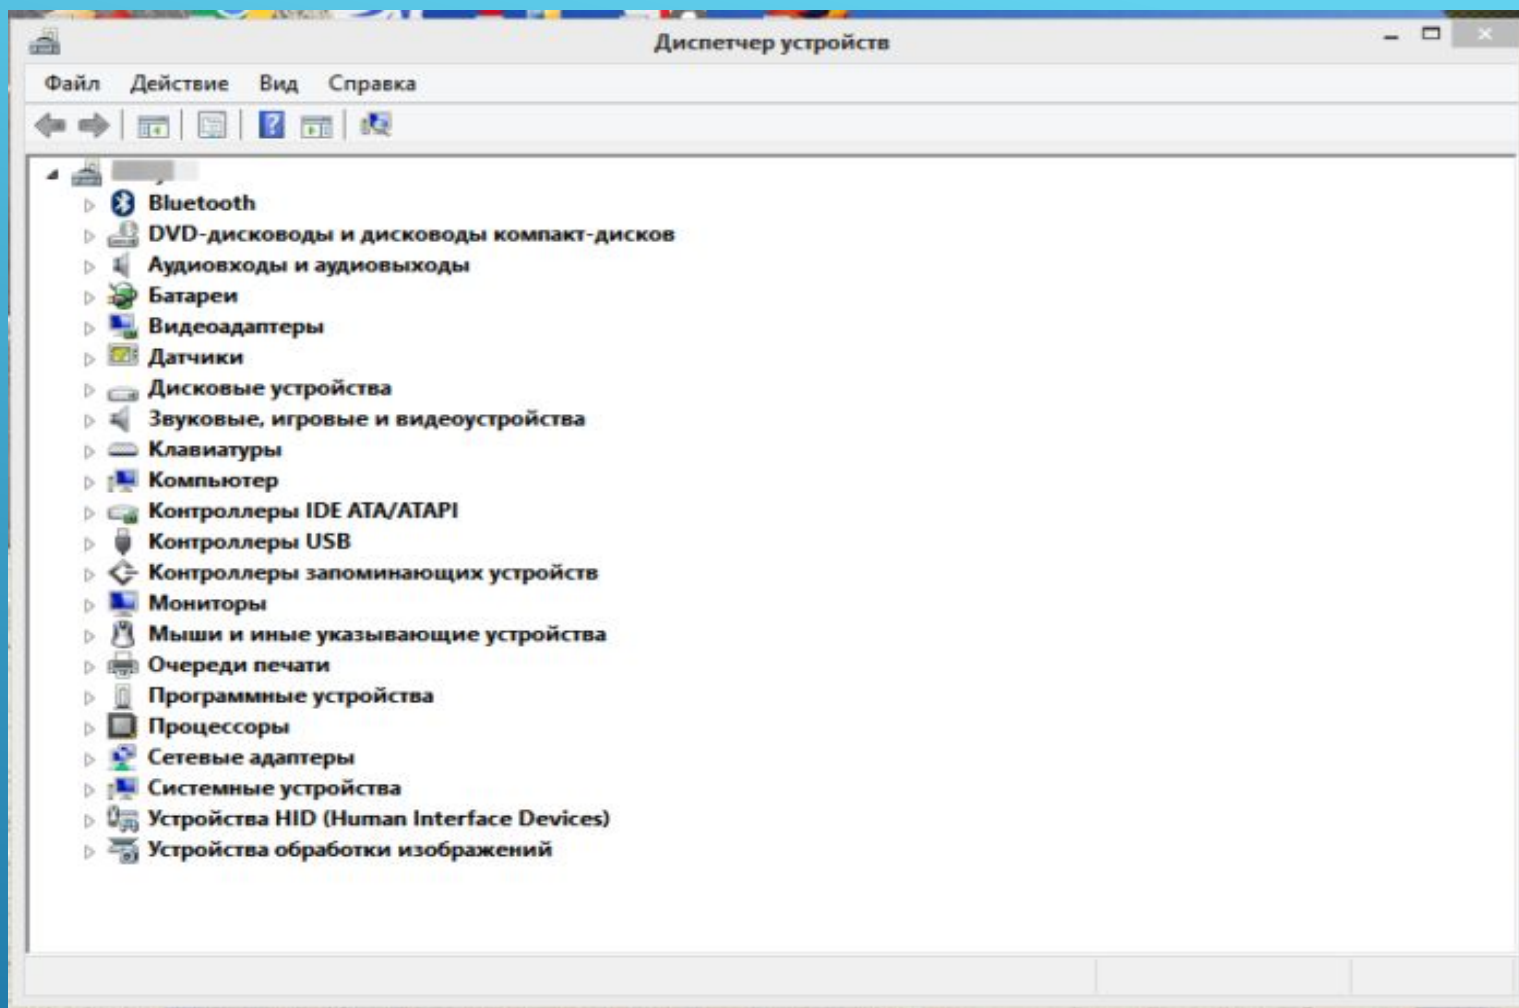 Диспетчер устройств
Файл Действие Вид Справка
Bluetooth
DVD-дисководы и дисководы компакт-дисков
Аудиовходы и аудиовыходы
Батареи
Видеоадаптеры
Датчики
Дисковые устройства
Звуковые, игровые и видеоустройства
Клавиатуры
Компьютер
Контроллеры IDE ATA/ATAPI
Контроллеры USB
Контроллеры запоминающих устройств
Мониторы
Мыши и иные указывающие устройства
Очереди печати
Программные устройства
Процессоры
Сетевые адаптеры
Системные устройства
Устройства HID (Human Interface Devices)
Устройства обработки изображений